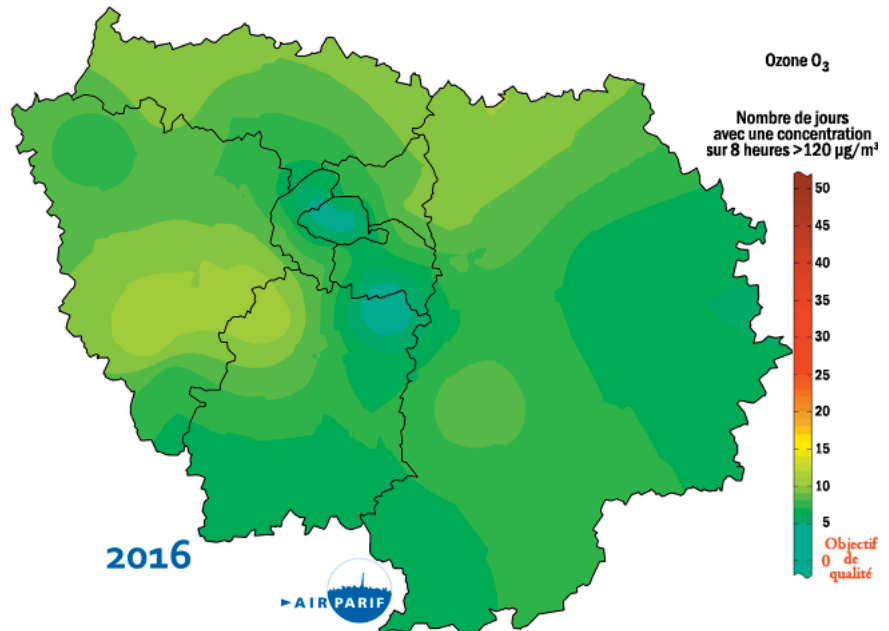 Ozone O₃
Nombre de jours
avec une concentration
sur 8 heures >120 µg/m³
50
45
40
35
30
25
20
15
10
5
0
Objectif
de
qualité
2016
AIRPARIF